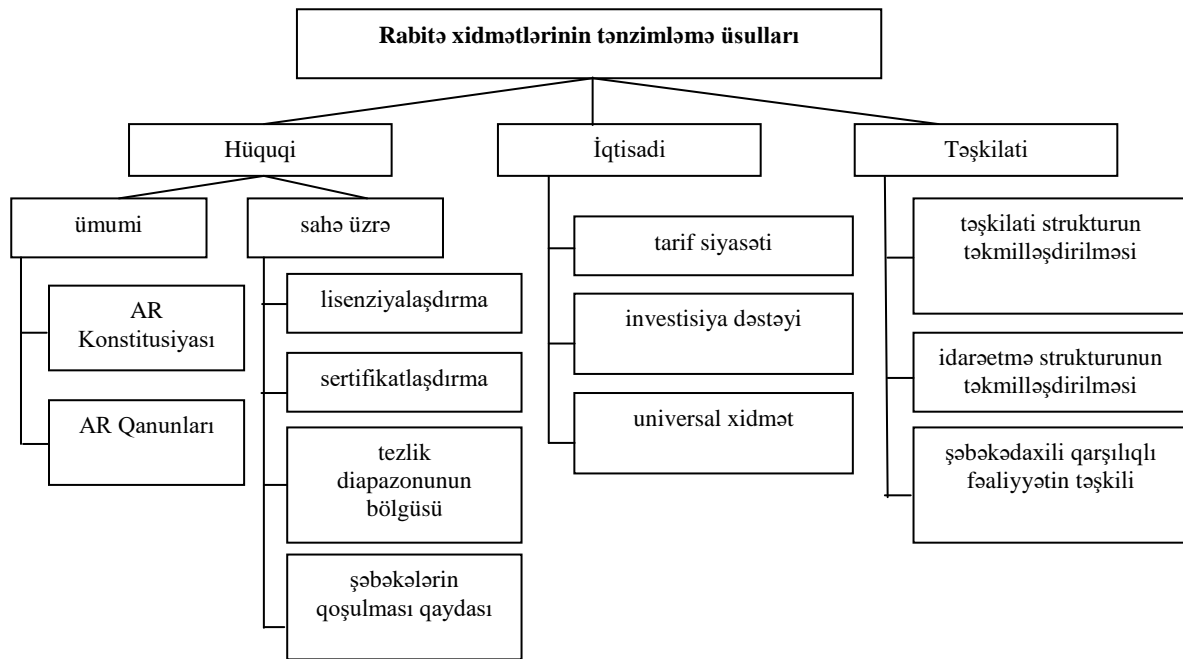 Rabitə xidmətlərinin tənzimləmə üsulları
Hüquqi
İqtisadi
Təşkilati
ümumi
sahə üzrə
AR
Konstitusiyası
AR Qanunları
lisenziyalaşdırma
sertifikatlaşdırma
tezlik
diapazonunun
bölgüsü
şəbəkələrin
qoşulması qaydası
tarif siyasəti
investisiya dəstəyi
universal xidmət
təşkilati strukturun
təkmilləşdirilməsi
idarəetmə strukturunun
təkmilləşdirilməsi
şəbəkədaxili qarşılıqlı
fəaliyyətin təşkili